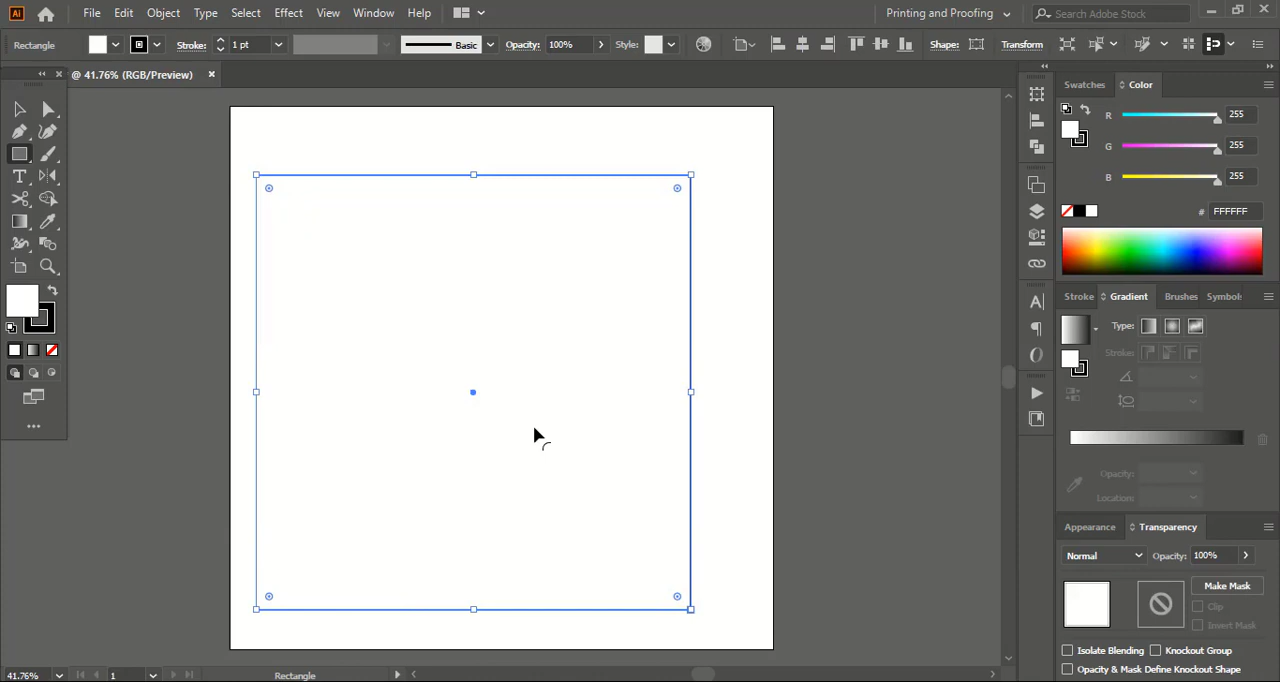 Ai File Edit Object Type Select Effect View Window Help Printing and Proofing Search Adobe Stock
Rectangle Stroke: 1 pt Basic Opacity: 100% Style: Shape: Transform
@ 41.76% (RGB/Preview)
Swatches Color
R 255
G 255
B 255
# FFFFFF
Stroke Gradient Brushes Symbol:
Type:
Stroke:
Opacity:
Location:
Appearance Transparency
Normal Opacity: 100%
Make Mask
Clip
Invert Mask
Isolate Blending Knockout Group
Opacity & Mask Define Knockout Shape
41.76% 1 Rectangle